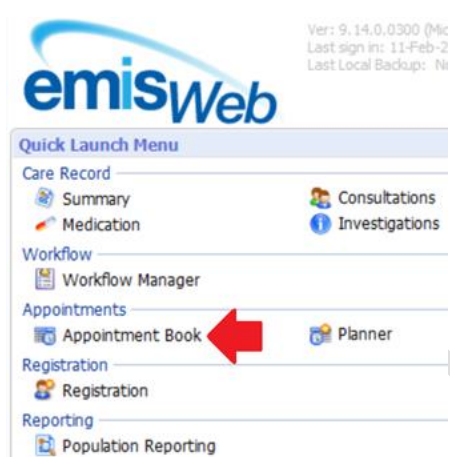 Ver: 9.14.0.0300 (Mic
Last sign in: 11-Feb-2
Last Local Backup:
emisWeb
Quick Launch Menu
Care Record
Summary Consultations
Medication Investigations
Workflow
Workflow Manager
Appointments
Appointment Book Planner
Registration
Registration
Reporting
Population Reporting